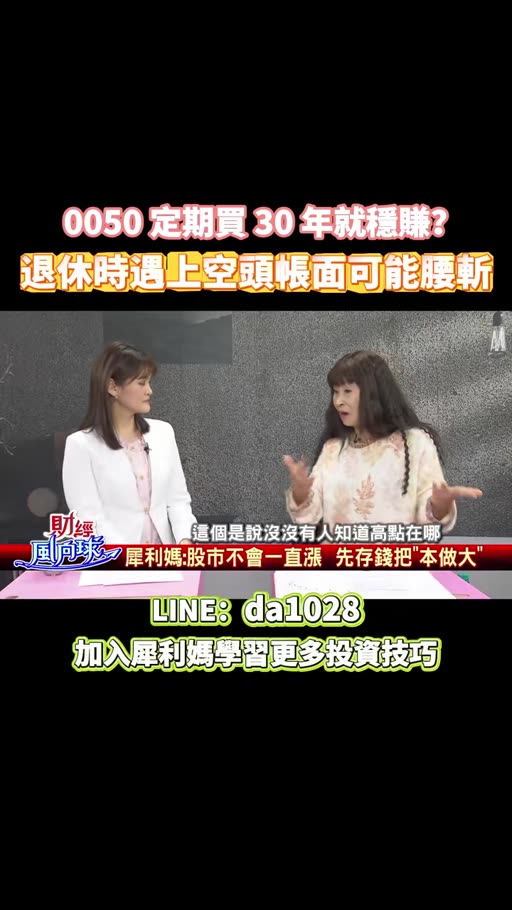 0050 定期買 30 年就穩賺?
退休時遇上空頭帳面可能腰斬
這個是說沒沒有人知道高點在哪
財經
風向球
犀利媽:股市不會一直漲 先存錢把"本做大"
LINE：da1028
加入犀利媽學習更多投資技巧